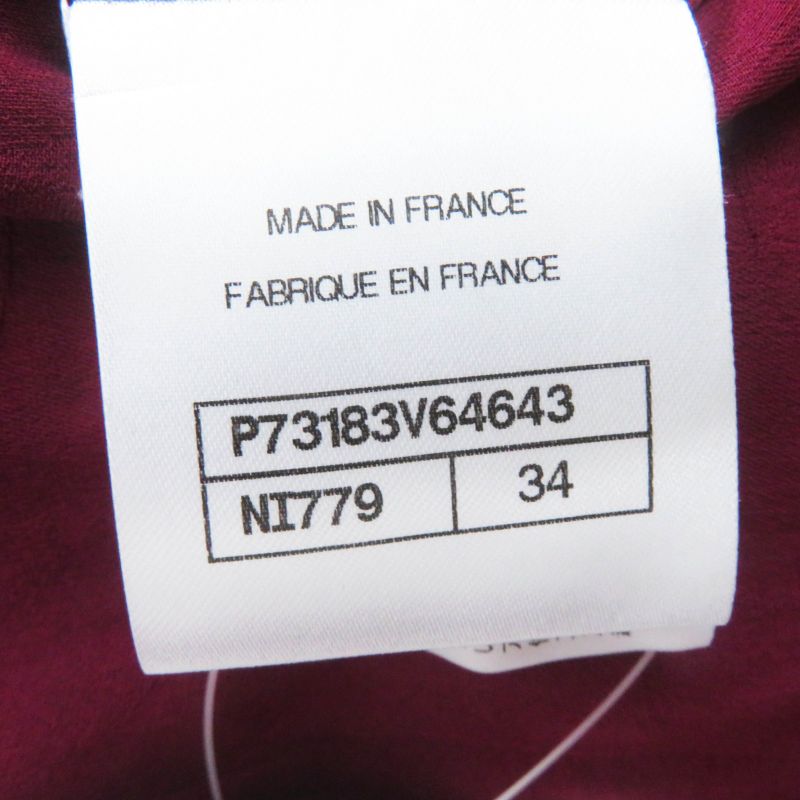 MADE IN FRANCE
FABRIQUE EN FRANCE
P73183V64643
NI779 34